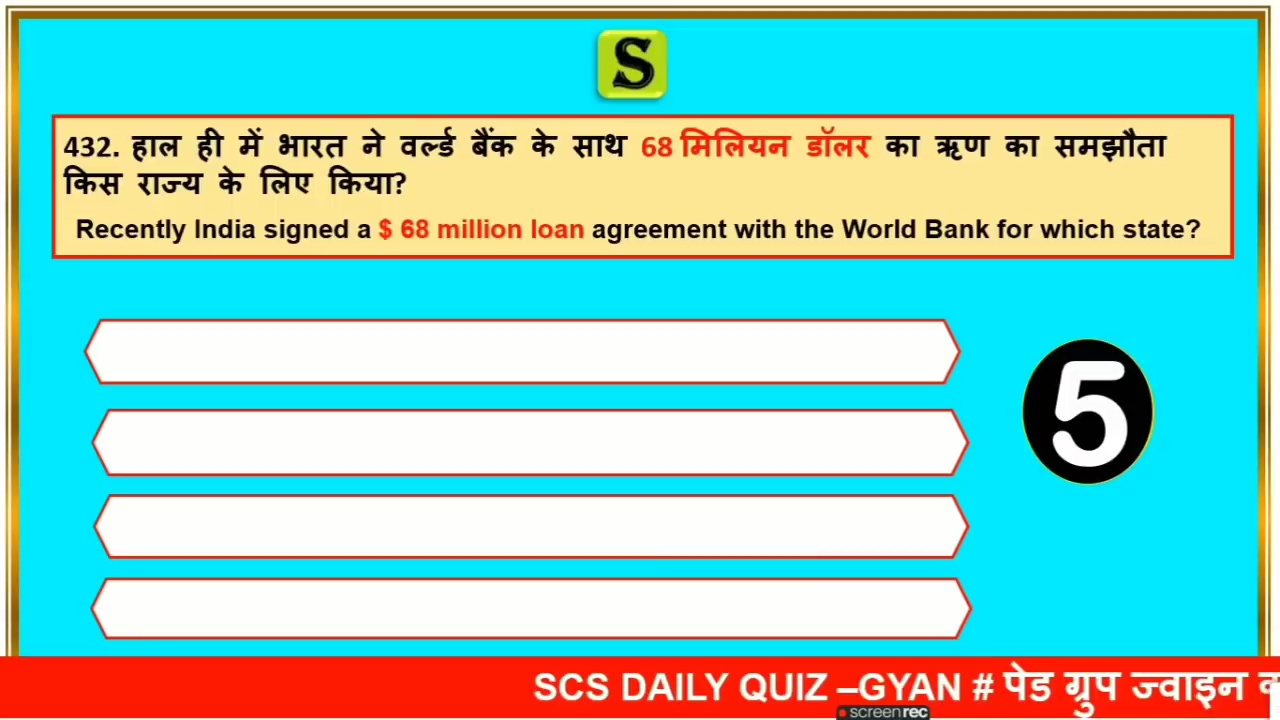 S
432. हाल ही में भारत ने वर्ल्ड बैंक के साथ 68 मिलियन डॉलर का ऋण का समझौता
किस राज्य के लिए किया?
Recently India signed a $ 68 million loan agreement with the World Bank for which state?
5
SCS DAILY QUIZ –GYAN # पेड ग्रुप ज्वाइन
screenrec